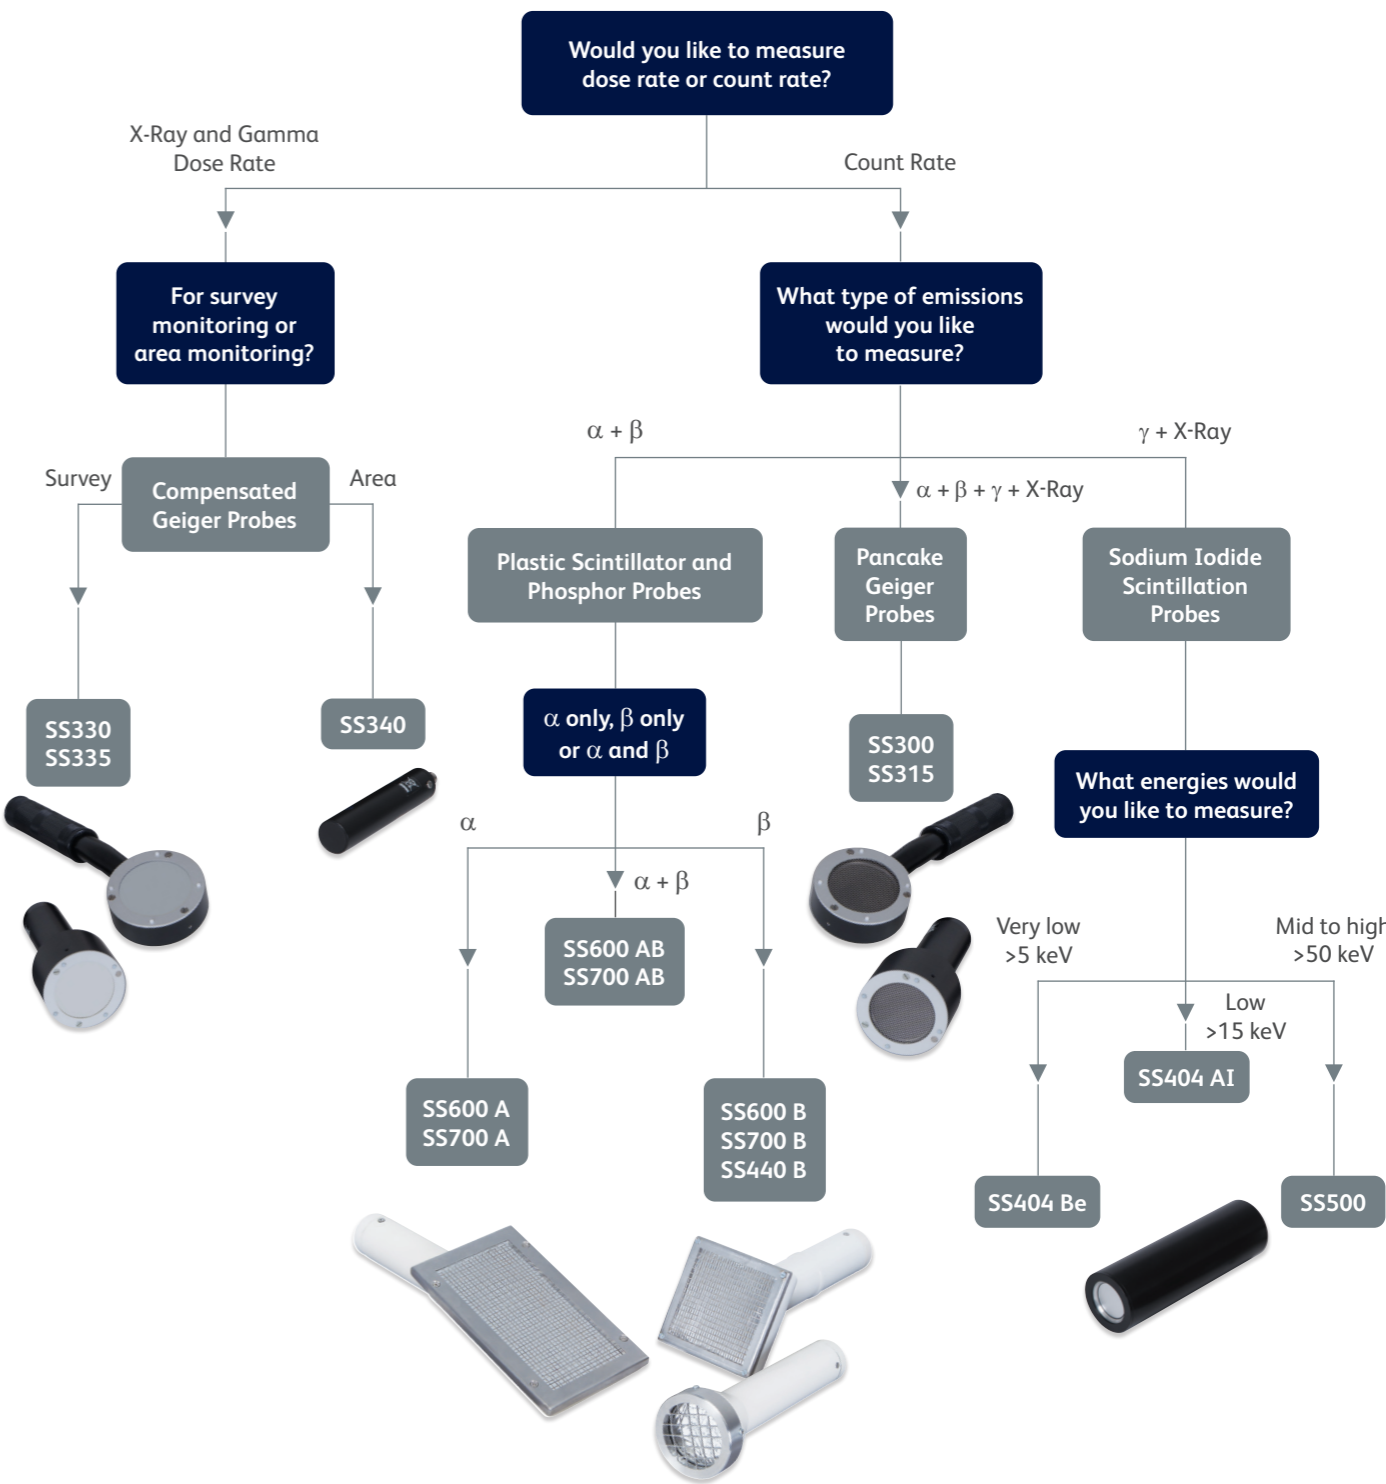 Would you like to measure
dose rate or count rate?
X-Ray and Gamma
Dose Rate
Count Rate
For survey
monitoring or
area monitoring?
What type of emissions
would you like
to measure?
α + β
γ + X-Ray
α + β + γ + X-Ray
Survey
Compensated
Geiger Probes
Area
Plastic Scintillator and
Phosphor Probes
Pancake
Geiger
Probes
Sodium Iodide
Scintillation
Probes
SS330
SS335
SS340
α only, β only
or α and β
SS300
SS315
What energies would
you like to measure?
α
α + β
β
SS600 AB
SS700 AB
Very low
>5 keV
Low
>15 keV
Mid to high
>50 keV
SS404 AI
SS600 A
SS700 A
SS600 B
SS700 B
SS440 B
SS404 Be
SS500